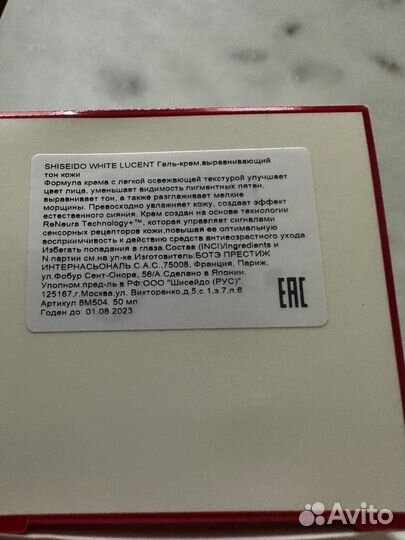 SHISEIDO WHITE LUCENT Гель-крем,выравнивающий
тон кожи
Формула крема с легкой освежающей текстурой улучшает
цвет лица, уменьшает видимость пигментных пятен,
выравнивает тон, а также разглаживает мелкие
морщины. Превосходно увлажняет кожу, создает эффект
естественного сияния. Крем создан на основе технологии
ReNeura Technology+™, которая управляет сигналами
сенсорных рецепторов кожи,повышая ее оптимальную
восприимчивость к действию средств антивозрастного ухода.
Избегать попадания в глаза.Состав(INCI)/Ingredients и
N партии см.на уп-ке.Изготовитель:БОТЭ ПРЕСТИЖ
ИНТЕРНАСЬОНАЛЬ С.А.С.,75008, Франция, Париж,
ул.Фобур Сент-Оноре, 56/А.Сделано в Японии.
Уполном.пред-ль в РФ:ООО "Шисейдо (РУС)".
125167,г.Москва,ул. Викторенко,д.5,с.1,э.7,п.8
Артикул 8M504. 50 мл
Годен до: 01.08.2023
EAC
Avito